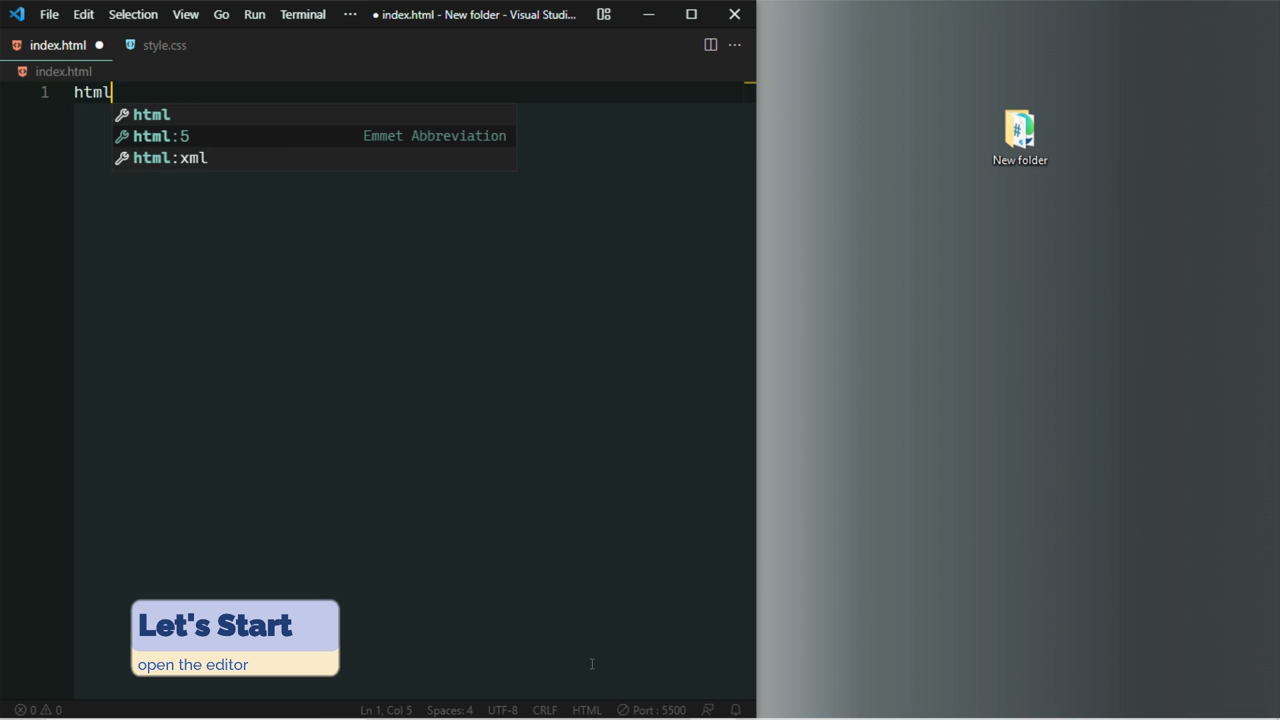 File Edit Selection View Go Run Terminal ··· ● index.html - New folder - Visual Studi...
index.html ● style.css ···
index.html
1 html
html
html:5 Emmet Abbreviation
html:xml
New folder
Let's Start
open the editor
0 0 Ln 1, Col 5 Spaces: 4 UTF-8 CRLF HTML Port : 5500